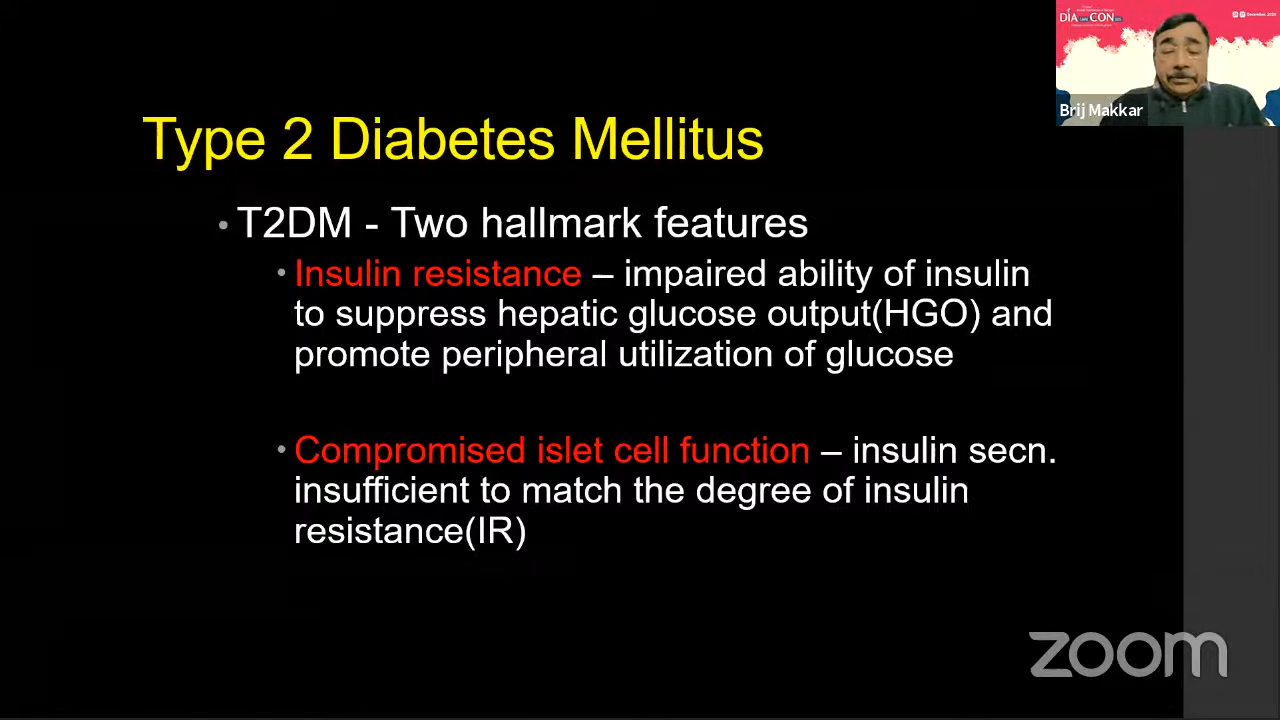 DIA CON
Brij Makkar
Type 2 Diabetes Mellitus
• T2DM - Two hallmark features
• Insulin resistance – impaired ability of insulin
to suppress hepatic glucose output(HGO) and
promote peripheral utilization of glucose
• Compromised islet cell function – insulin secn.
insufficient to match the degree of insulin
resistance(IR)
zoom